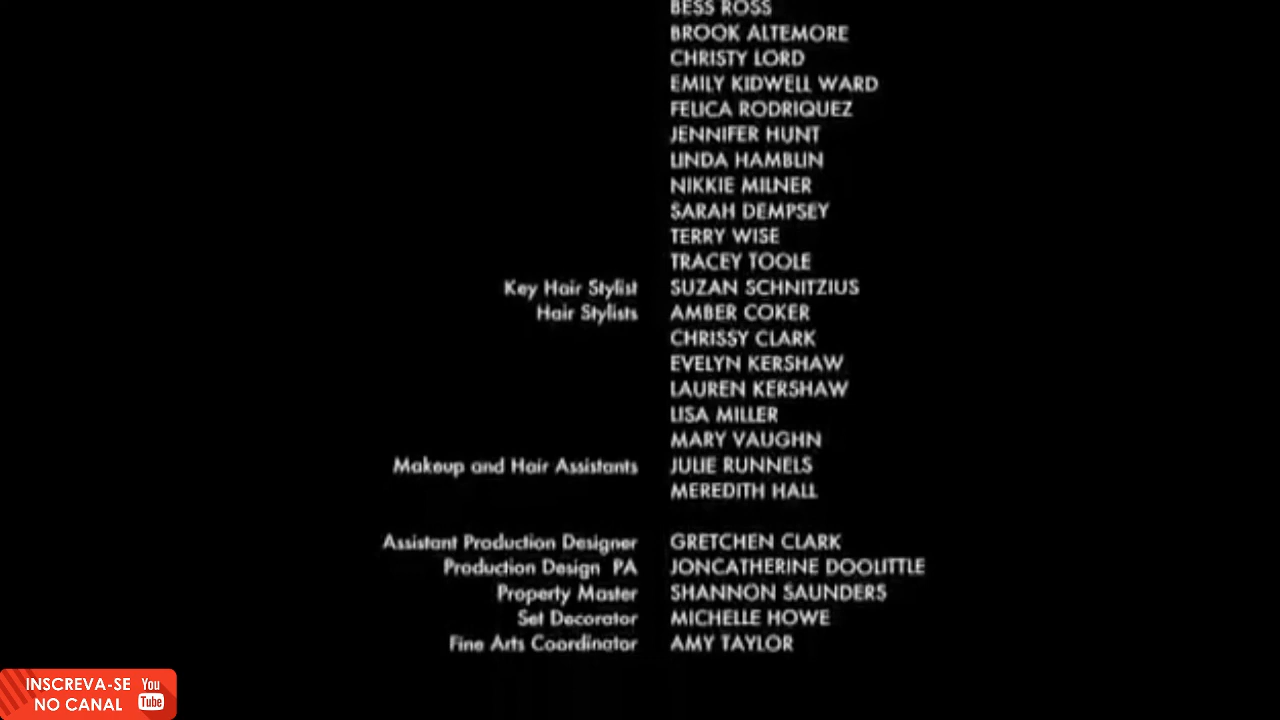 BESS ROSS
BROOK ALTEMORE
CHRISTY LORD
EMILY KIDWELL WARD
FELICA RODRIQUEZ
JENNIFER HUNT
LINDA HAMBLIN
NIKKIE MILNER
SARAH DEMPSEY
TERRY WISE
TRACEY TOOLE
Key Hair Stylist SUZAN SCHNITZIUS
Hair Stylists AMBER COKER
CHRISSY CLARK
EVELYN KERSHAW
LAUREN KERSHAW
LISA MILLER
MARY VAUGHN
Makeup and Hair Assistants JULIE RUNNELS
MEREDITH HALL
Assistant Production Designer GRETCHEN CLARK
Production Design PA JONCATHERINE DOOLITTLE
Property Master SHANNON SAUNDERS
Set Decorator MICHELLE HOWE
Fine Arts Coordinator AMY TAYLOR
INSCREVA-SE
NO CANAL
You
Tube